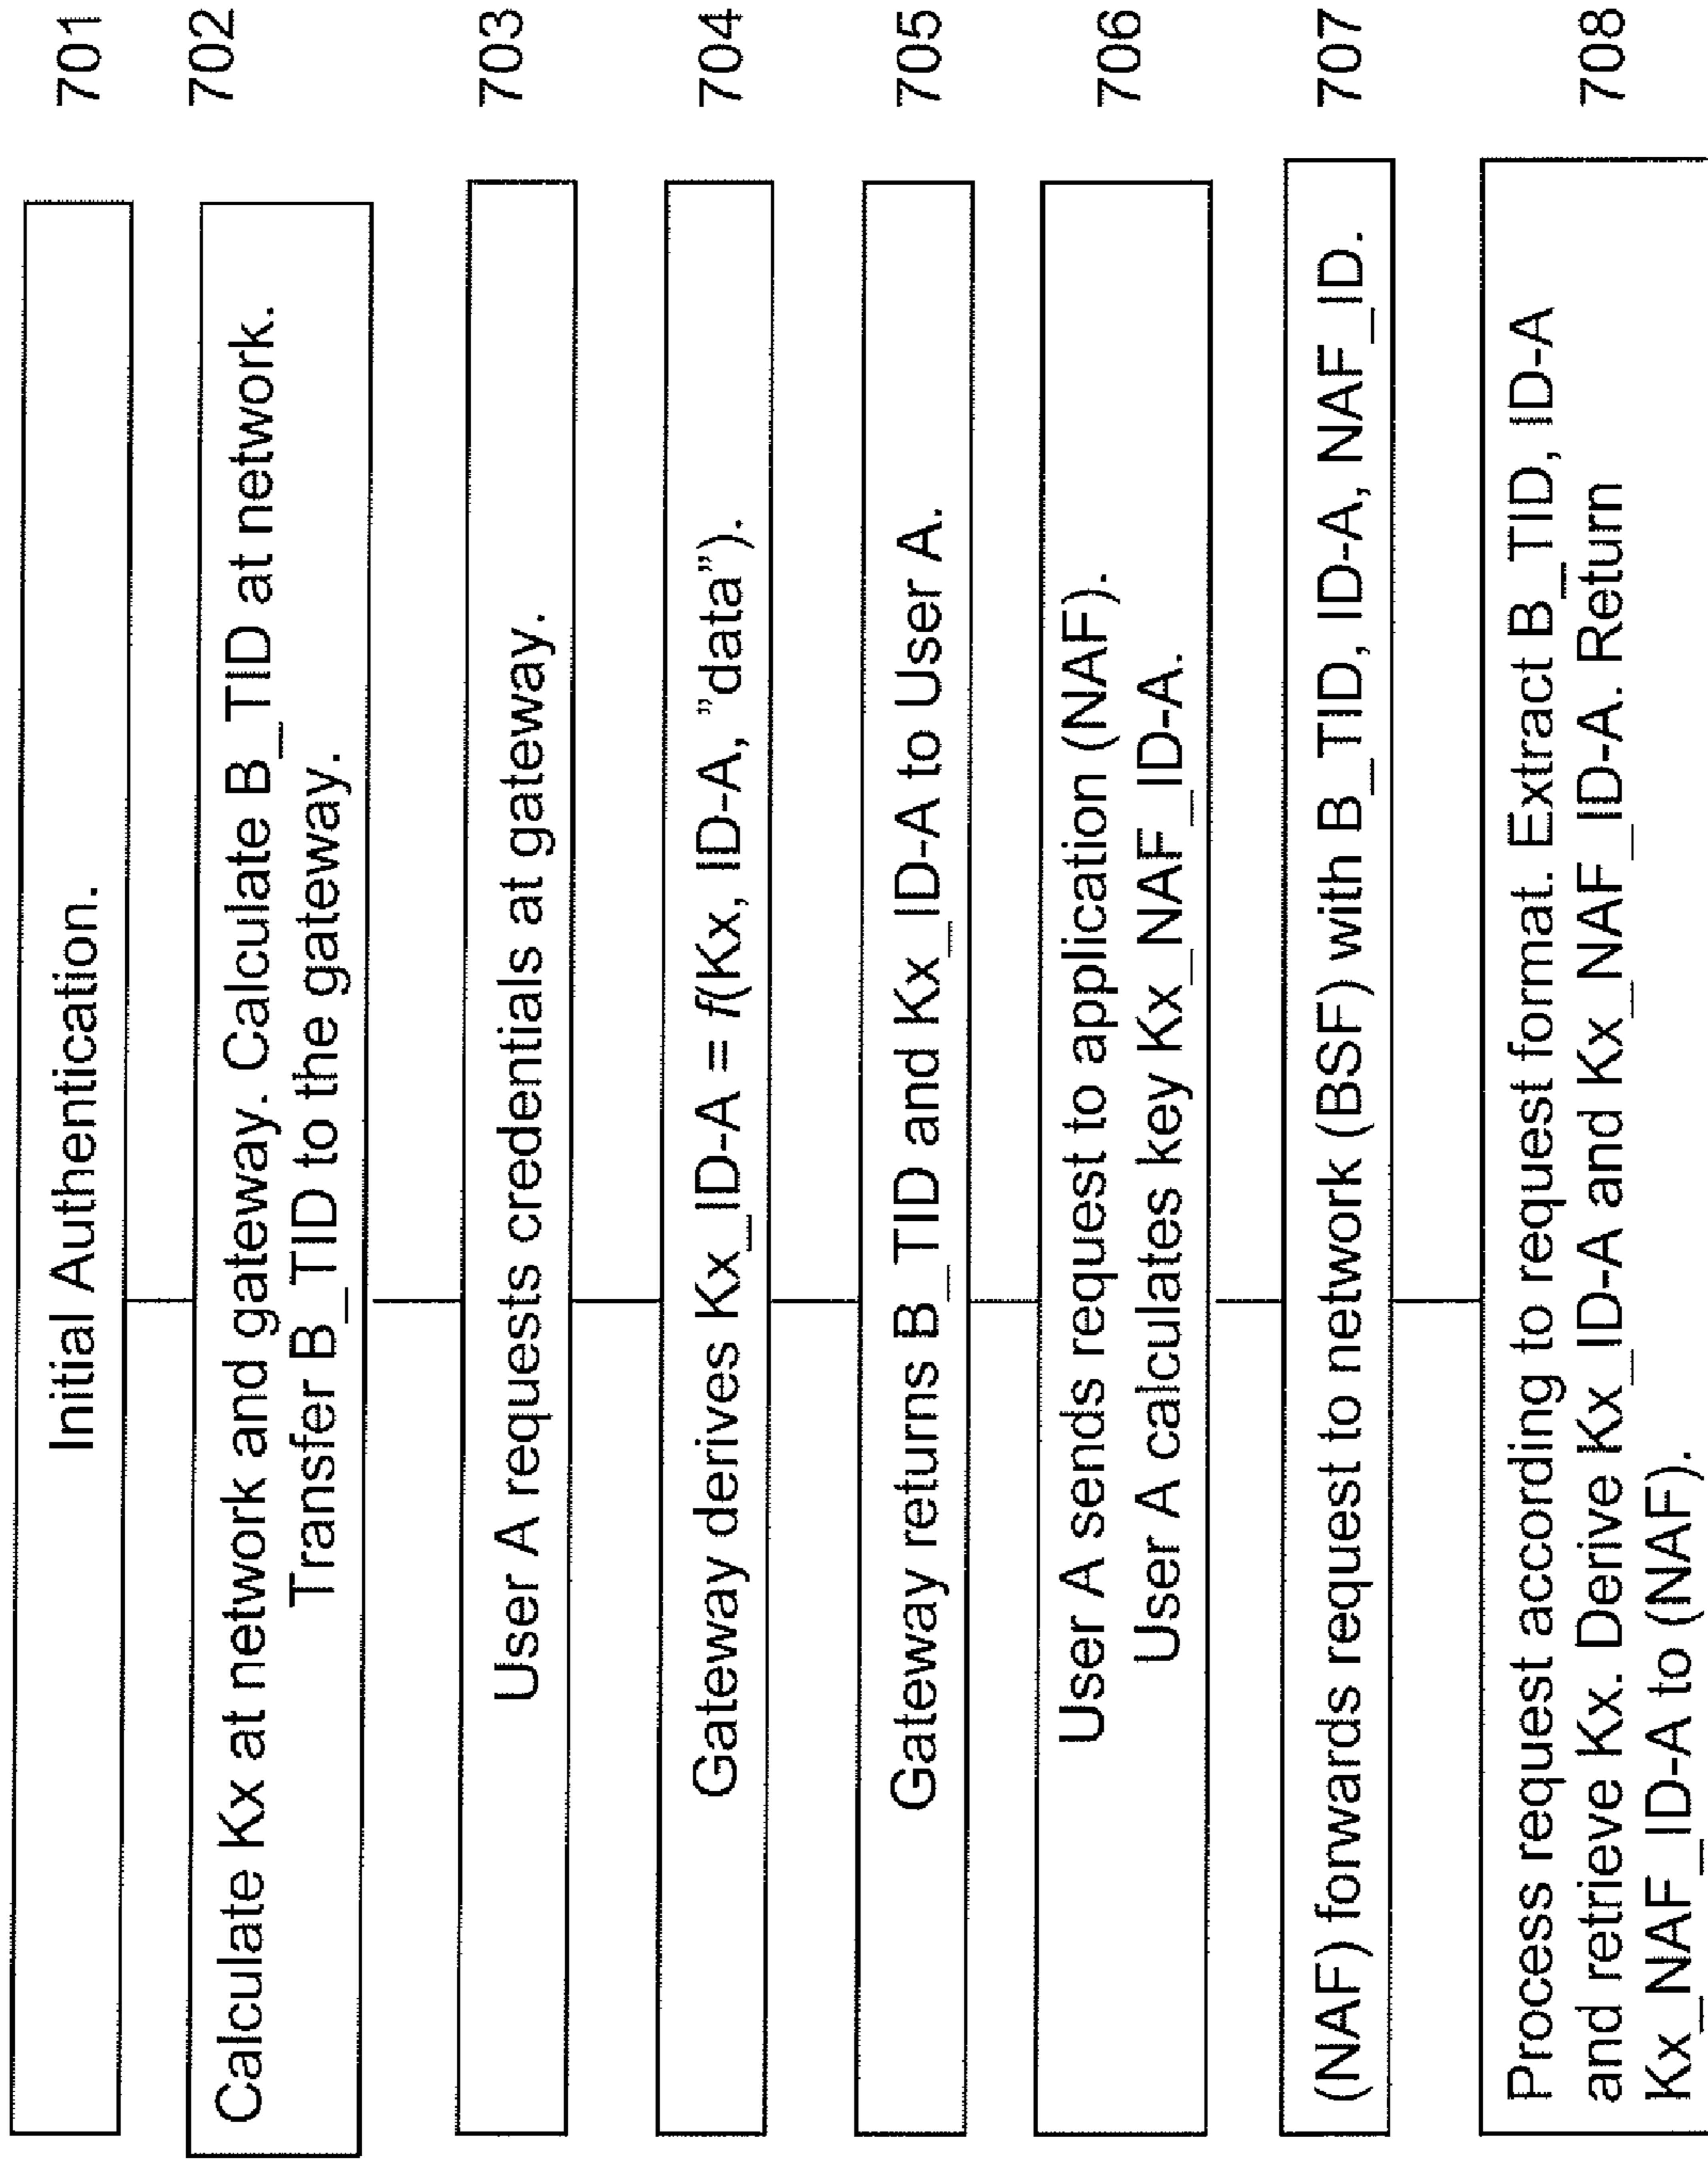 Initial Authentication.
701
Calculate Kx at network and gateway. Calculate B_TID at network.
Transfer B_TID to the gateway.
702
User A requests credentials at gateway.
703
Gateway derives Kx_ID-A = f(Kx, ID-A, ”data”).
704
Gateway returns B_TID and Kx_ID-A to User A.
705
User A sends request to application (NAF).
User A calculates key Kx_NAF_ID-A.
706
(NAF) forwards request to network (BSF) with B_TID, ID-A, NAF_ID.
707
Process request according to request format. Extract B_TID, ID-A
and retrieve Kx. Derive Kx_ID-A and Kx_NAF_ID-A. Return
Kx_NAF_ID-A to (NAF).
708